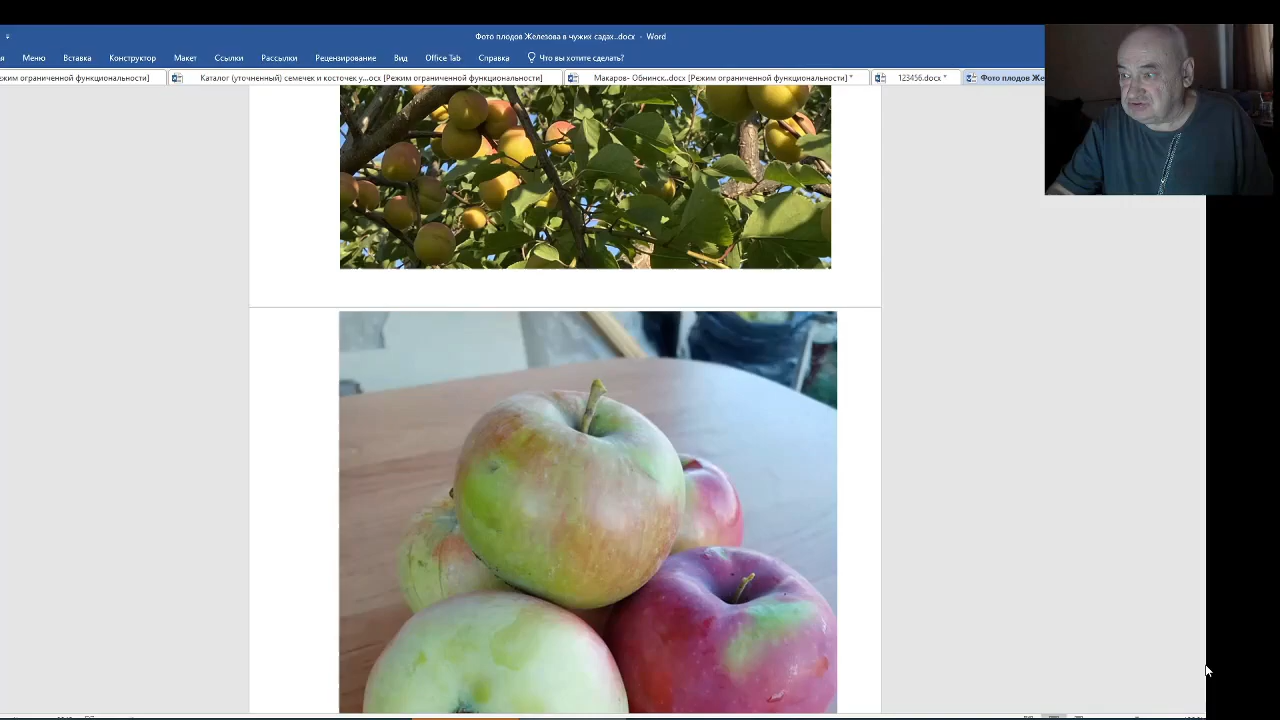 Фото плодов Железова в чужих садах..docx - Word
я Меню Вставка Конструктор Макет Ссылки Рассылки Рецензирование Вид Office Tab Справка Что вы хотите сделать?
ежим ограниченной функциональности] Каталог (уточненный) семечек и косточек у...ocx [Режим ограниченной функциональности] Макаров- Обнинск..docx [Режим ограниченной функциональности] * 123456.docx * Фото плодов Же